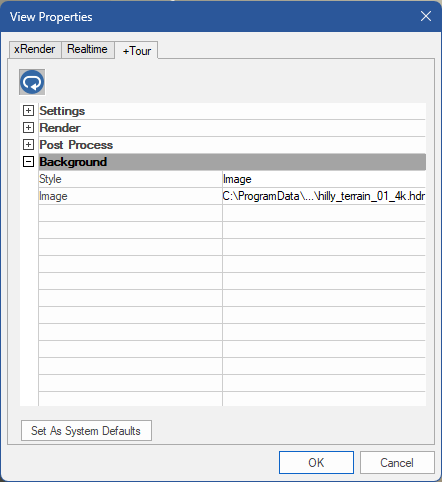 View Properties
xRender
Realtime
+Tour
Settings
Render
Post Process
Background
Style Image
Image C:\ProgramData\...\hilly_terrain_01_4k.hdr
Set As System Defaults
OK
Cancel